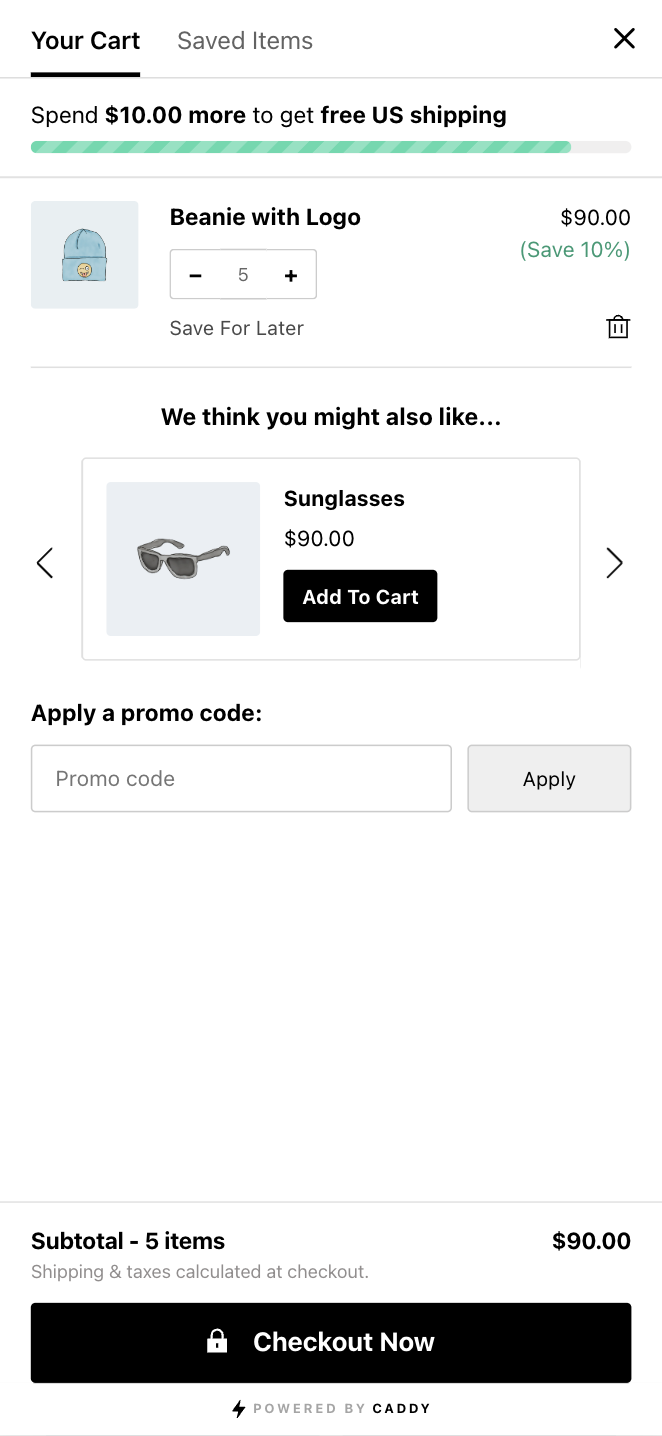 Your Cart Saved Items
Spend $10.00 more to get free US shipping
Beanie with Logo $90.00
(Save 10%)
− 5 +
Save For Later
We think you might also like...
Sunglasses
$90.00
Add To Cart
Apply a promo code:
Promo code Apply
Subtotal - 5 items $90.00
Shipping & taxes calculated at checkout.
Checkout Now
POWERED BY CADDY